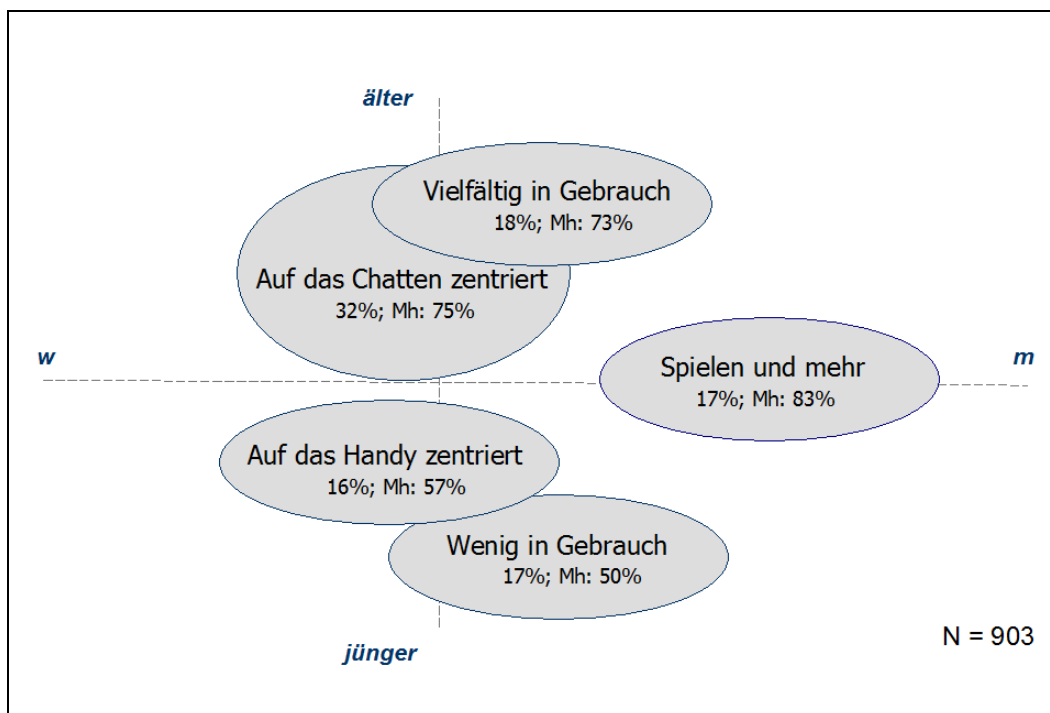 älter
Vielfältig in Gebrauch
18%; Mh: 73%
Auf das Chatten zentriert
32%; Mh: 75%
w
m
Spielen und mehr
17%; Mh: 83%
Auf das Handy zentriert
16%; Mh: 57%
Wenig in Gebrauch
17%; Mh: 50%
N = 903
jünger